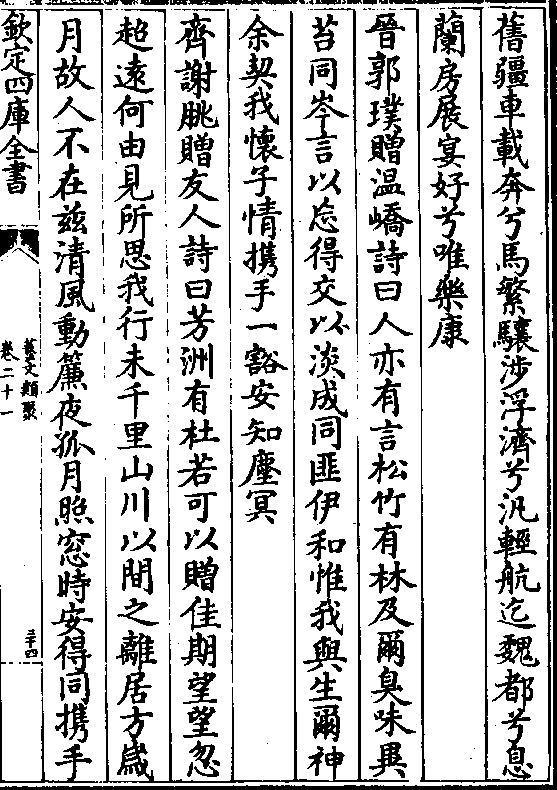 舊疆車載奔兮馬繁驤涉浮濟兮汎輕航迄魏都兮息
蘭房展宴好兮唯樂康
晉郭璞贈温嶠詩曰人亦有言松竹有林及爾臭味異
苔同岑言以忘得交以淡成同匪伊和惟我與生爾神
余契我懷子情攜手一豁安知塵冥
齊謝朓贈友人詩曰芳洲有杜若可以贈佳期望望忽
超遠何由見所思我行未千里山川以間之離居方歲
月故人不在兹清風動簾夜孤月照窓時安得同攜手
欽定四庫全書
藝文類聚
卷二十一
三十四